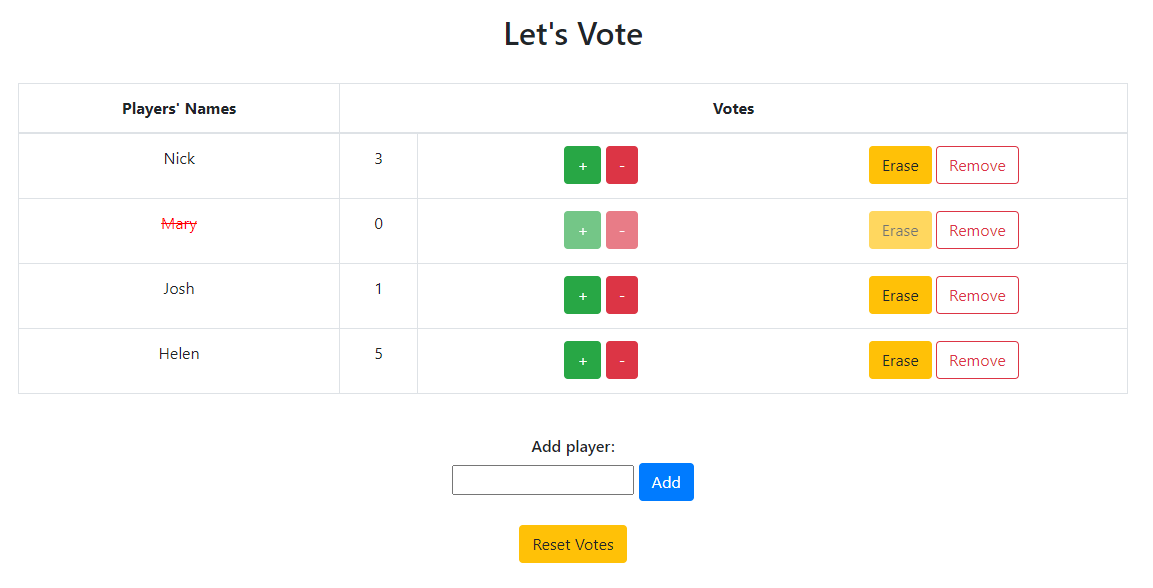 Let's Vote
Players' Names Votes
Nick 3 + - Erase Remove
Mary 0 + - Erase Remove
Josh 1 + - Erase Remove
Helen 5 + - Erase Remove
Add player:
Add
Reset Votes